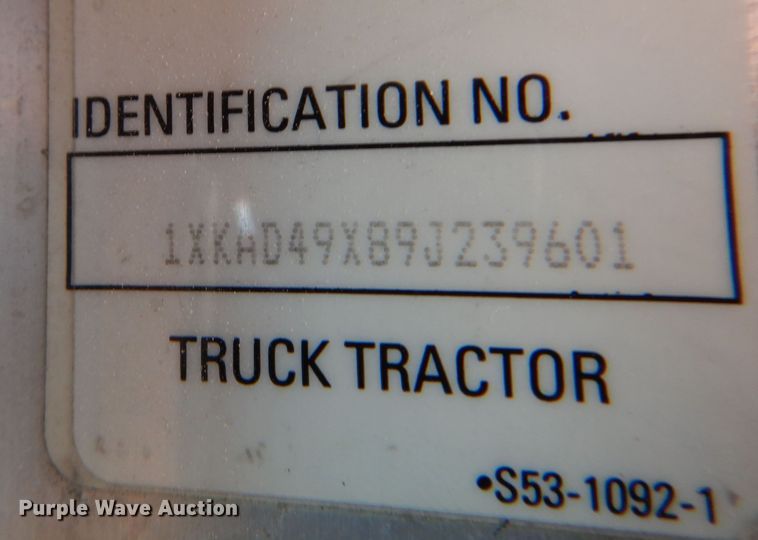 IDENTIFICATION NO.
1XKAD49X89J239601
TRUCK TRACTOR
•S53-1092-1
Purple Wave Auction